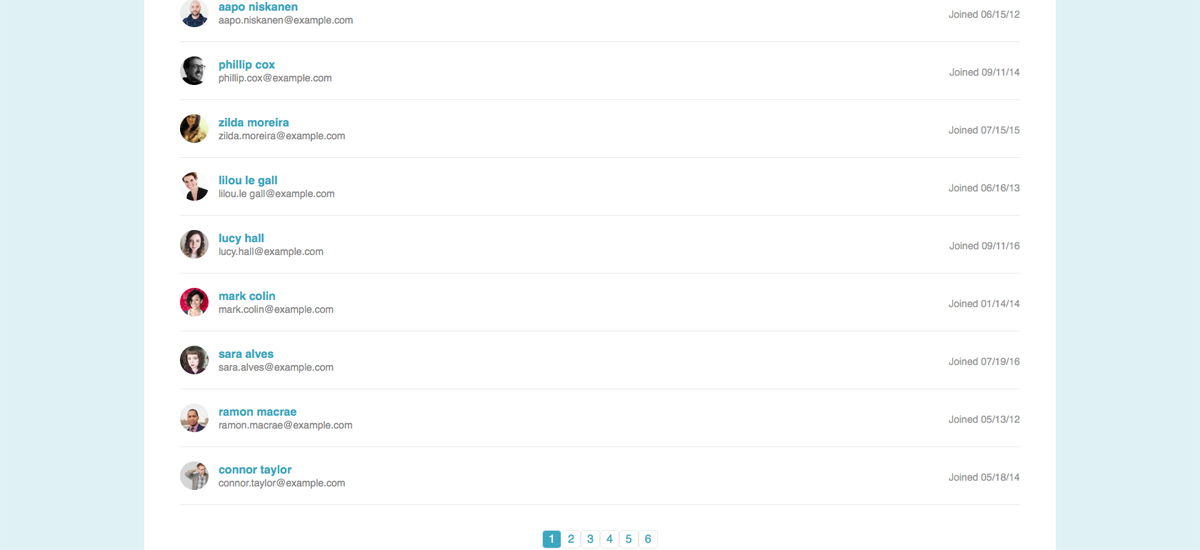 aapo niskanen
aapo.niskanen@example.com
Joined 06/15/12
phillip cox
phillip.cox@example.com
Joined 09/11/14
zilda moreira
zilda.moreira@example.com
Joined 07/15/15
lilou le gall
lilou.le gall@example.com
Joined 06/16/13
lucy hall
lucy.hall@example.com
Joined 09/11/16
mark colin
mark.colin@example.com
Joined 01/14/14
sara alves
sara.alves@example.com
Joined 07/19/16
ramon macrae
ramon.macrae@example.com
Joined 05/13/12
connor taylor
connor.taylor@example.com
Joined 05/18/14
1 2 3 4 5 6